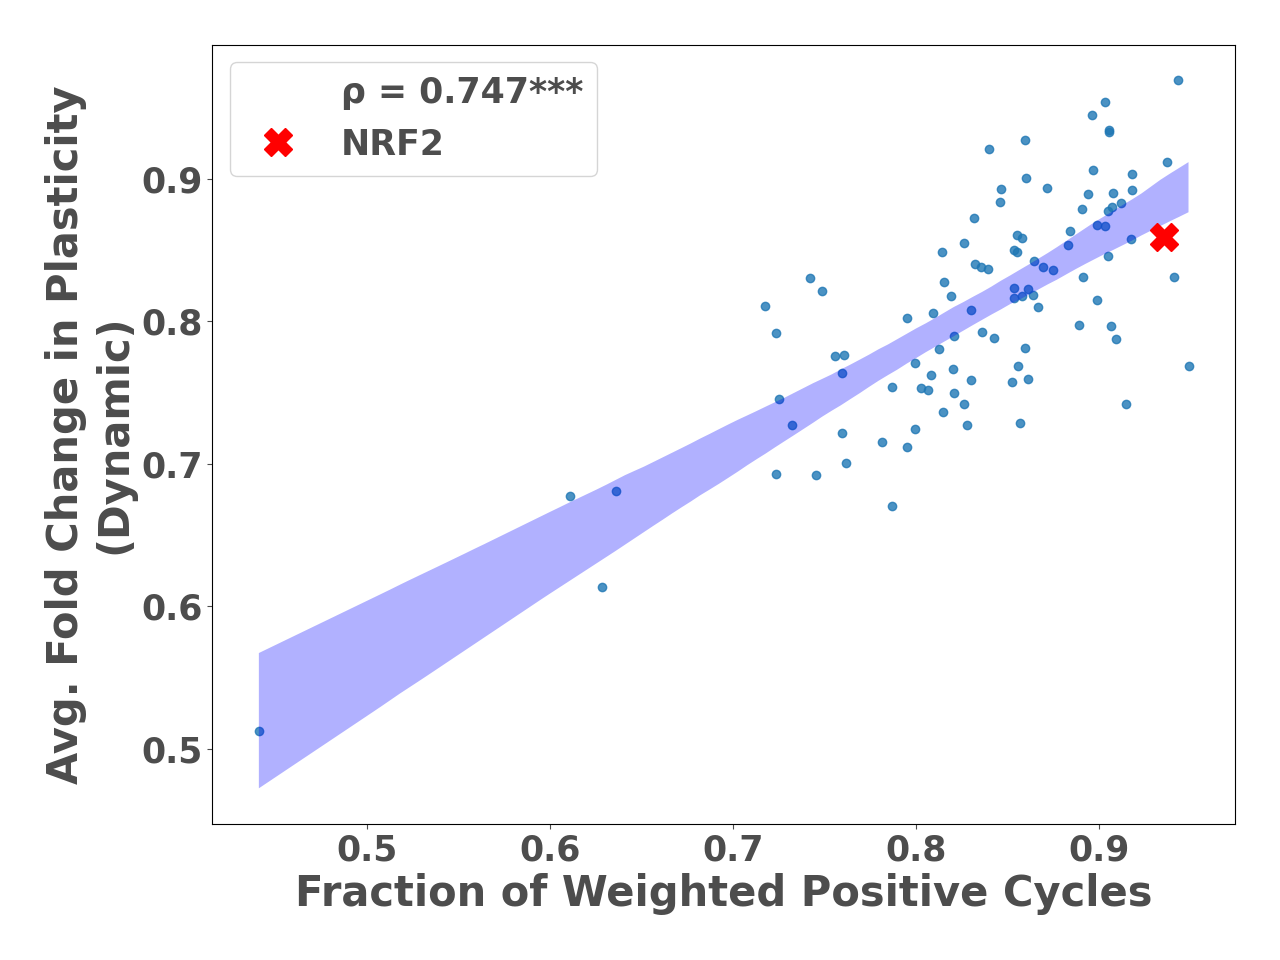 ρ = 0.747***
NRF2
Avg. Fold Change in Plasticity
(Dynamic)
0.9
0.8
0.7
0.6
0.5
0.5 0.6 0.7 0.8 0.9
Fraction of Weighted Positive Cycles